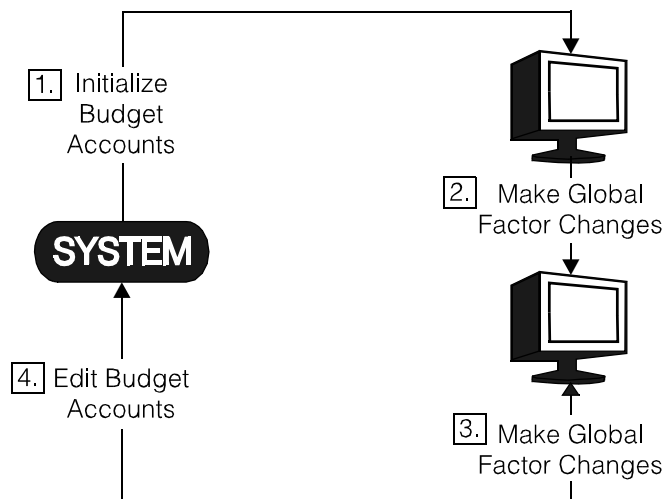 1. Initialize
Budget
Accounts
2. Make Global
Factor Changes
SYSTEM
4. Edit Budget
Accounts
3. Make Global
Factor Changes